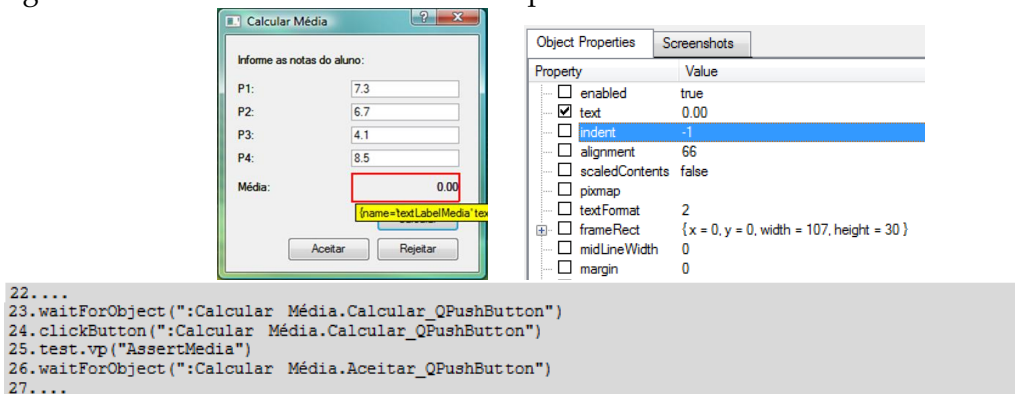 Calcular Média
Informe as notas do aluno:
P1: 7.3
P2: 6.7
P3: 4.1
P4: 8.5
Média: 0.00
{name='textLabelMedia'
Aceitar Rejeitar
Object Properties Screenshots
Property Value
enabled true
text 0.00
indent -1
alignment 66
scaledContents false
pixmap
textFormat 2
frameRect { x = 0, y = 0, width = 107, height = 30 }
midLineWidth 0
margin 0
22....
23.waitForObject(":Calcular Média.Calcular_QPushButton")
24.clickButton(":Calcular Média.Calcular_QPushButton")
25.test.vp("AssertMedia")
26.waitForObject(":Calcular Média.Aceitar_QPushButton")
27....